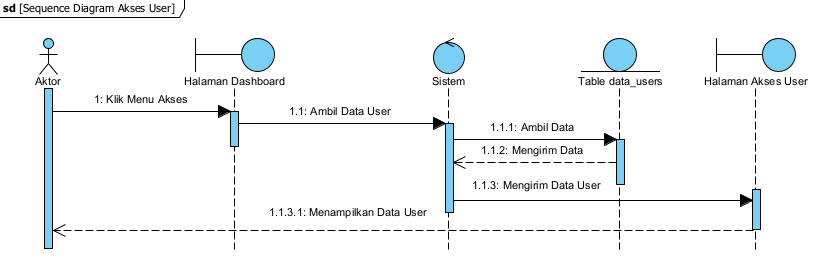 sd [Sequence Diagram Akses User]
Aktor
Halaman Dashboard
Sistem
Table data_users
Halaman Akses User
1: Klik Menu Akses
1.1: Ambil Data User
1.1.1: Ambil Data
1.1.2: Mengirim Data
1.1.3: Mengirim Data User
1.1.3.1: Menampilkan Data User